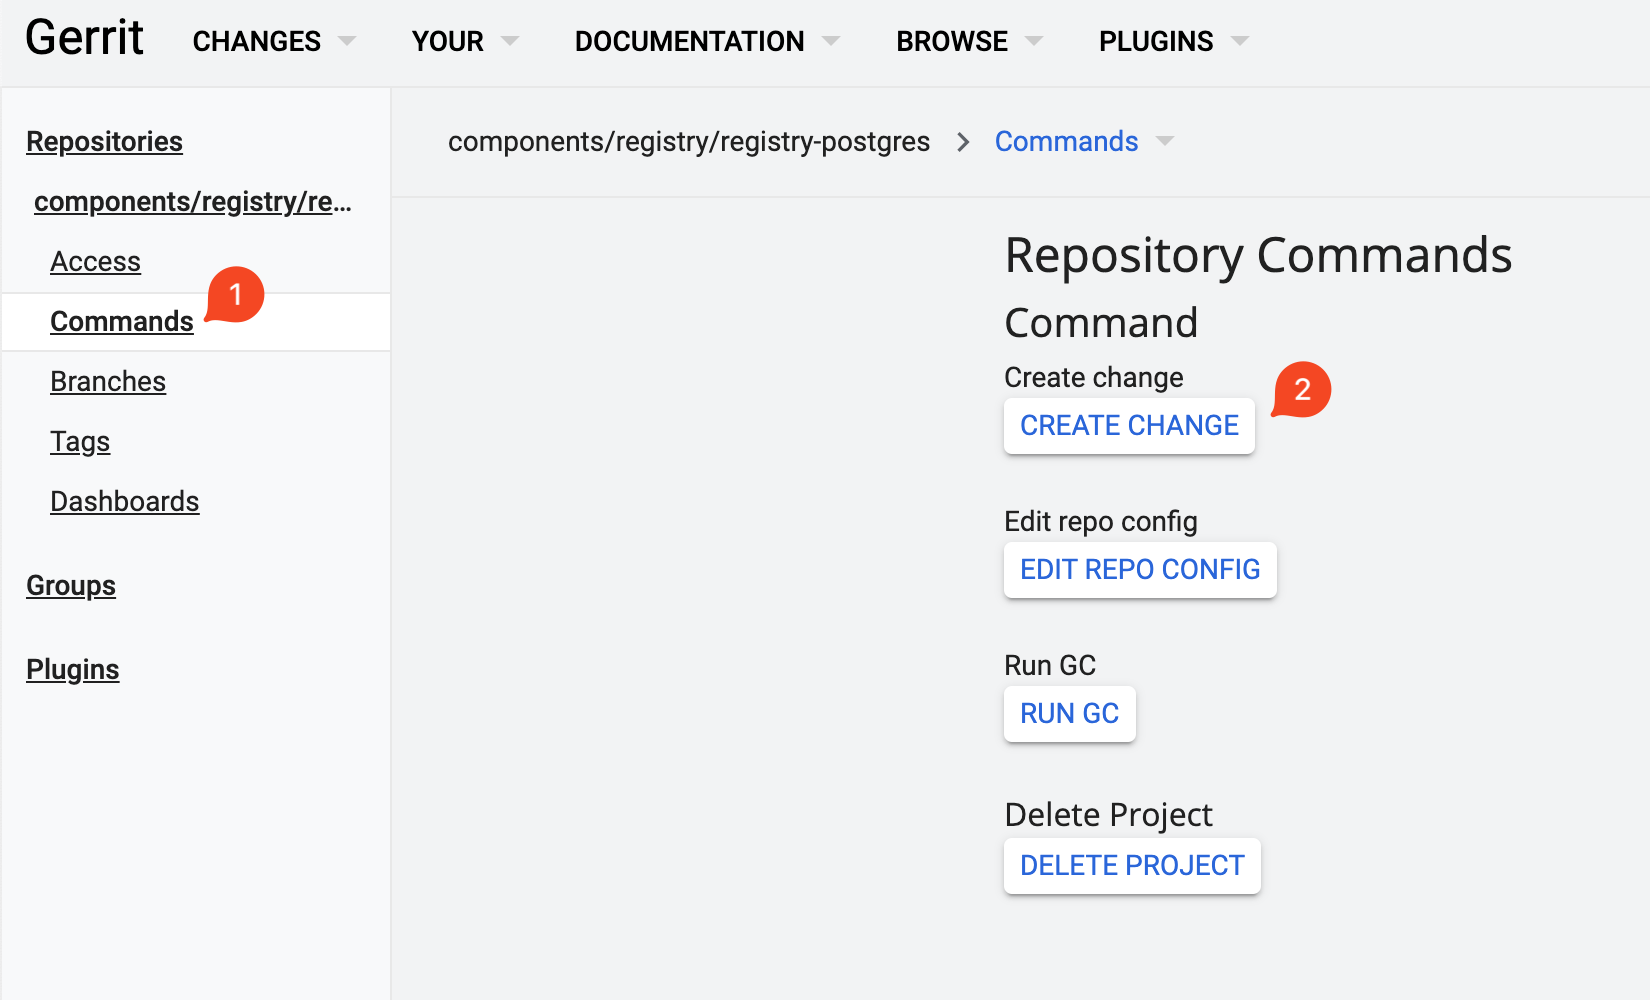 Gerrit CHANGES YOUR DOCUMENTATION BROWSE PLUGINS
Repositories
components/registry/re...
Access
1
Commands
Branches
Tags
Dashboards
Groups
Plugins
components/registry/registry-postgres > Commands
Repository Commands
Command
Create change
2
CREATE CHANGE
Edit repo config
EDIT REPO CONFIG
Run GC
RUN GC
Delete Project
DELETE PROJECT